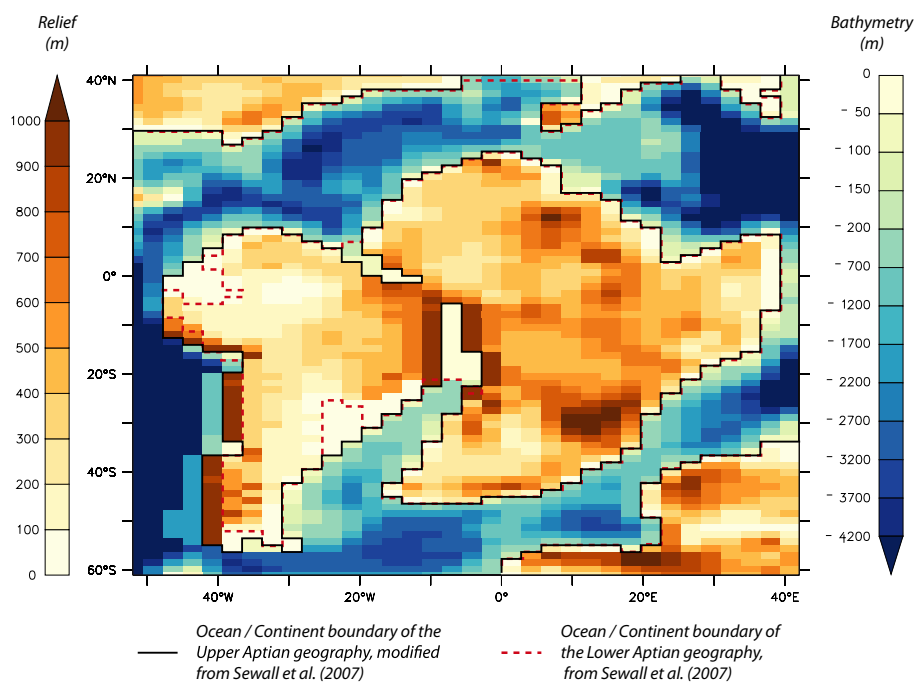 Relief
(m)
Bathymetry
(m)
1000
900
800
700
600
500
400
300
200
100
0
40°N
20°N
0°
20°S
40°S
60°S
40°W
20°W
0°
20°E
40°E
0
- 50
- 100
- 150
- 200
- 700
- 1200
- 1700
- 2200
- 2700
- 3200
- 3700
- 4200
Ocean / Continent boundary of the
Upper Aptian geography, modified
from Sewall et al. (2007)
Ocean / Continent boundary of
the Lower Aptian geography,
from Sewall et al. (2007)